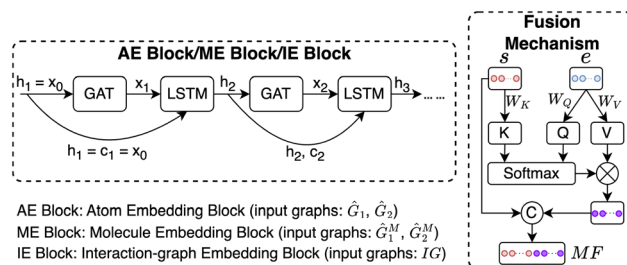 AE Block/ME Block/IE Block
h₁ = x₀
GAT
x₁
LSTM
h₂
GAT
x₂
LSTM
h₃
... ...
h₁ = c₁ = x₀
h₂, c₂
AE Block: Atom Embedding Block (input graphs: Ĝ₁, Ĝ₂)
ME Block: Molecule Embedding Block (input graphs: Ĝ₁ᴹ, Ĝ₂ᴹ)
IE Block: Interaction-graph Embedding Block (input graphs: IG)
Fusion
Mechanism
s e
W_K W_Q W_V
K Q V
Softmax
C
MF